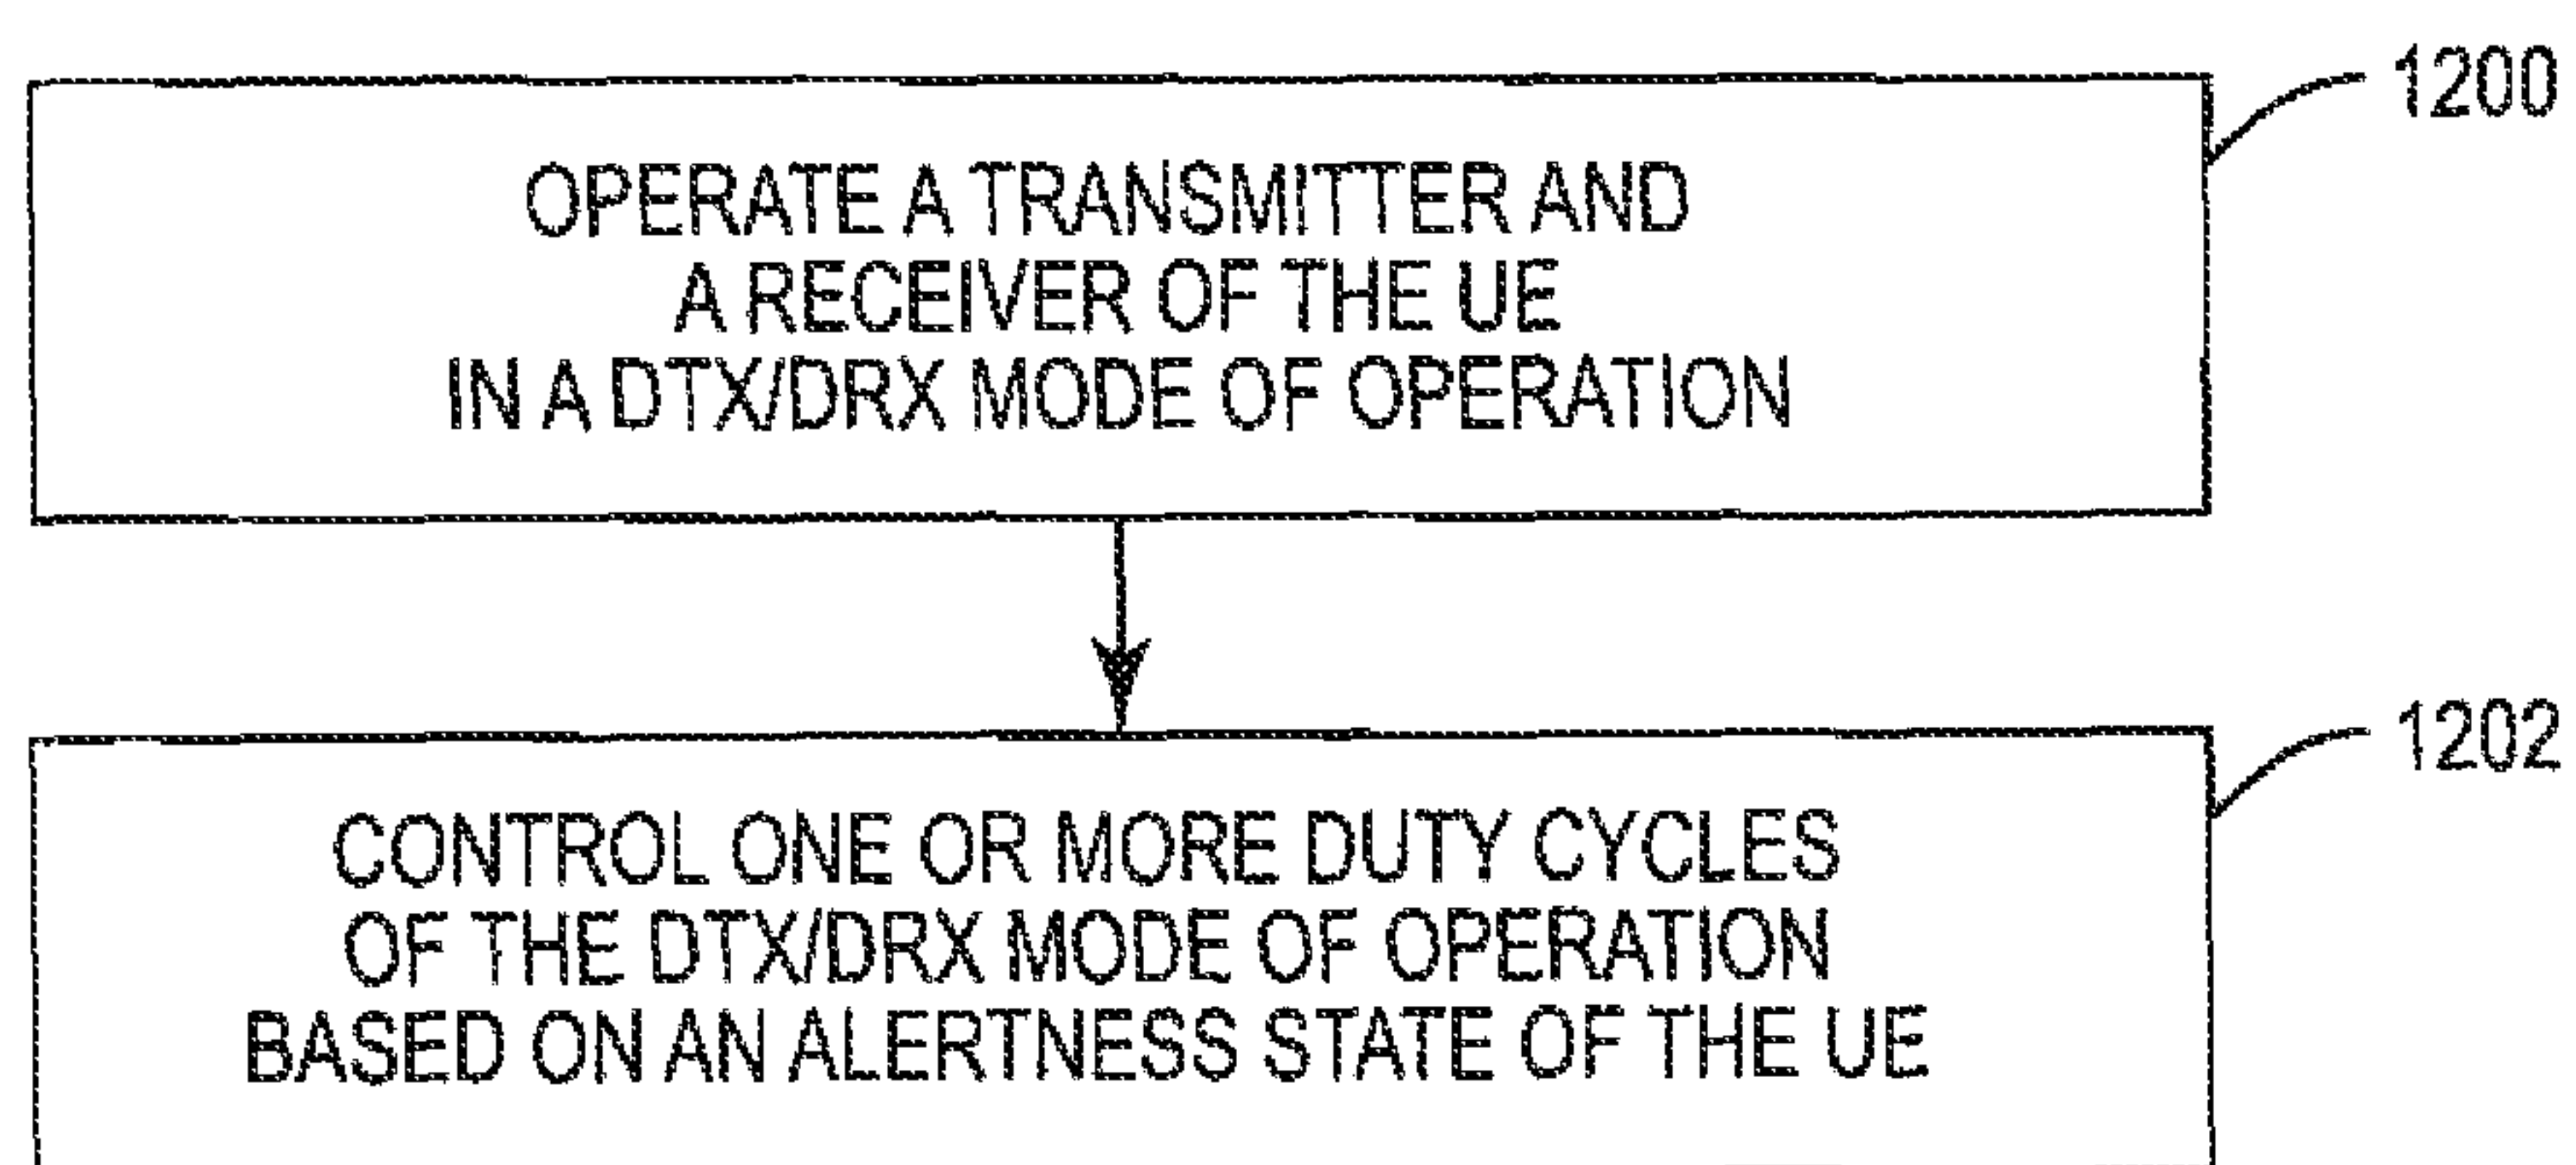 1200
OPERATE A TRANSMITTER AND
A RECEIVER OF THE UE
IN A DTX/DRX MODE OF OPERATION
1202
CONTROL ONE OR MORE DUTY CYCLES
OF THE DTX/DRX MODE OF OPERATION
BASED ON AN ALERTNESS STATE OF THE UE